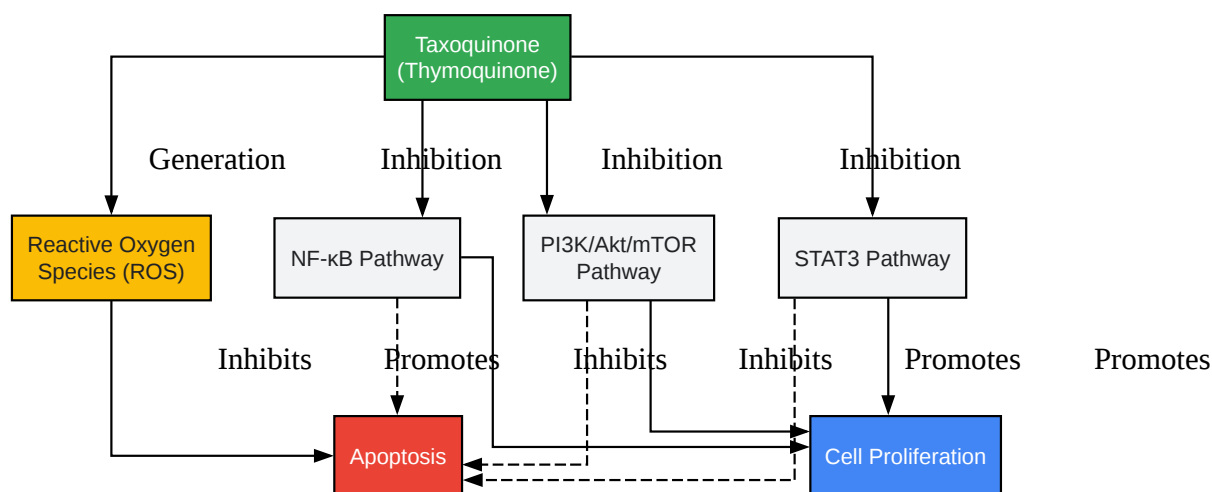 Taxoquinone
(Thymoquinone)
Generation
Inhibition
Inhibition
Inhibition
Reactive Oxygen
Species (ROS)
NF-κB Pathway
PI3K/Akt/mTOR
Pathway
STAT3 Pathway
Inhibits
Promotes
Inhibits
Inhibits
Promotes
Promotes
Apoptosis
Cell Proliferation